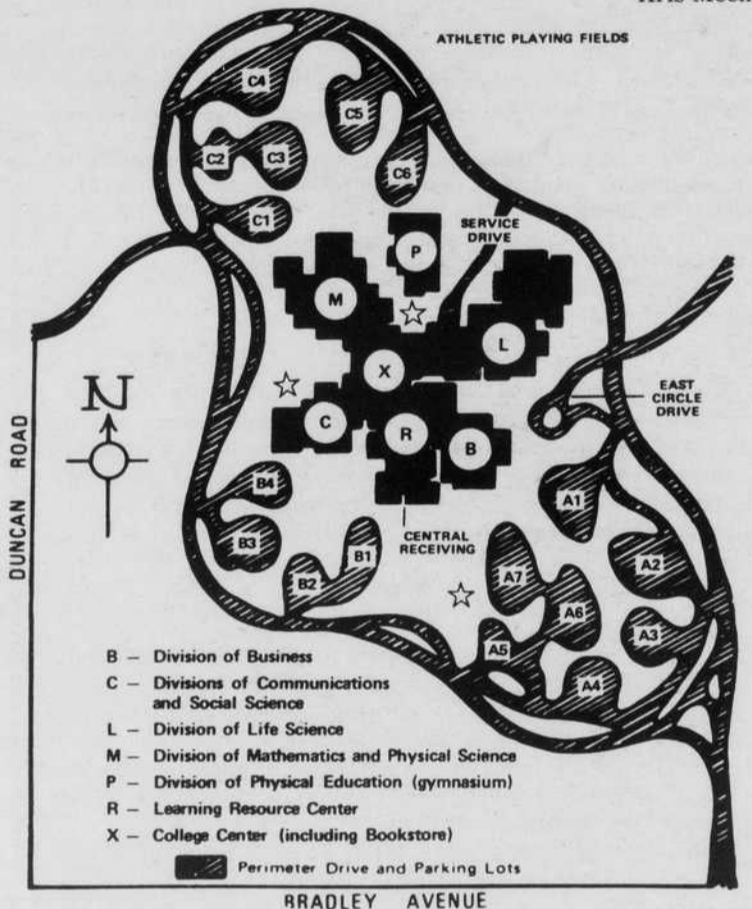 ATHLETIC PLAYING FIELDS
C4
C5
C2
C3
C6
C1
SERVICE
DRIVE
P
M
L
X
EAST
CIRCLE
DRIVE
N
C
R
B
DUNCAN ROAD
B4
A1
CENTRAL
RECEIVING
B3
B1
B2
A7
A2
A6
A3
A5
A4
B – Division of Business
C – Divisions of Communications
and Social Science
L – Division of Life Science
M – Division of Mathematics and Physical Science
P – Division of Physical Education (gymnasium)
R – Learning Resource Center
X – College Center (including Bookstore)
Perimeter Drive and Parking Lots
BRADLEY AVENUE